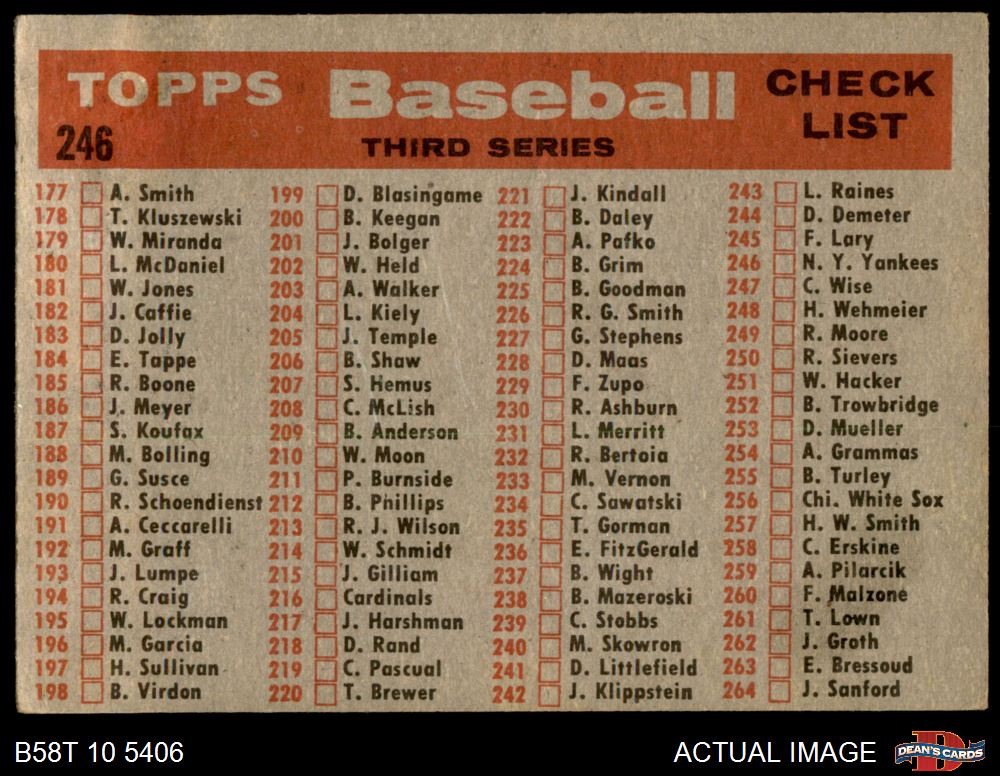 TOPPS Baseball CHECK LIST
246 THIRD SERIES
177 A. Smith
178 T. Kluszewski
179 W. Miranda
180 L. McDaniel
181 W. Jones
182 J. Caffie
183 D. Jolly
184 E. Tappe
185 R. Boone
186 J. Meyer
187 S. Koufax
188 M. Bolling
189 G. Susce
190 R. Schoendienst
191 A. Ceccarelli
192 M. Graff
193 J. Lumpe
194 R. Craig
195 W. Lockman
196 M. Garcia
197 H. Sullivan
198 B. Virdon
199 D. Blasingame
200 B. Keegan
201 J. Bolger
202 W. Held
203 A. Walker
204 L. Kiely
205 J. Temple
206 B. Shaw
207 S. Hemus
208 C. McLish
209 B. Anderson
210 W. Moon
211 P. Burnside
212 B. Phillips
213 R. J. Wilson
214 W. Schmidt
215 J. Gilliam
216 Cardinals
217 J. Harshman
218 D. Rand
219 C. Pascual
220 T. Brewer
221 J. Kindall
222 B. Daley
223 A. Pafko
224 B. Grim
225 B. Goodman
226 R. G. Smith
227 G. Stephens
228 D. Maas
229 F. Zupo
230 R. Ashburn
231 L. Merritt
232 R. Bertoia
233 M. Vernon
234 C. Sawatski
235 T. Gorman
236 E. FitzGerald
237 B. Wight
238 B. Mazeroski
239 C. Stobbs
240 M. Skowron
241 D. Littlefield
242 J. Klippstein
243 L. Raines
244 D. Demeter
245 F. Lary
246 N. Y. Yankees
247 C. Wise
248 H. Wehmeier
249 R. Moore
250 R. Sievers
251 W. Hacker
252 B. Trowbridge
253 D. Mueller
254 A. Grammas
255 B. Turley
256 Chi. White Sox
257 H. W. Smith
258 C. Erskine
259 A. Pilarcik
260 F. Malzone
261 T. Lown
262 J. Groth
263 E. Bressoud
264 J. Sanford
B58T 10 5406 ACTUAL IMAGE DEAN'S CARDS